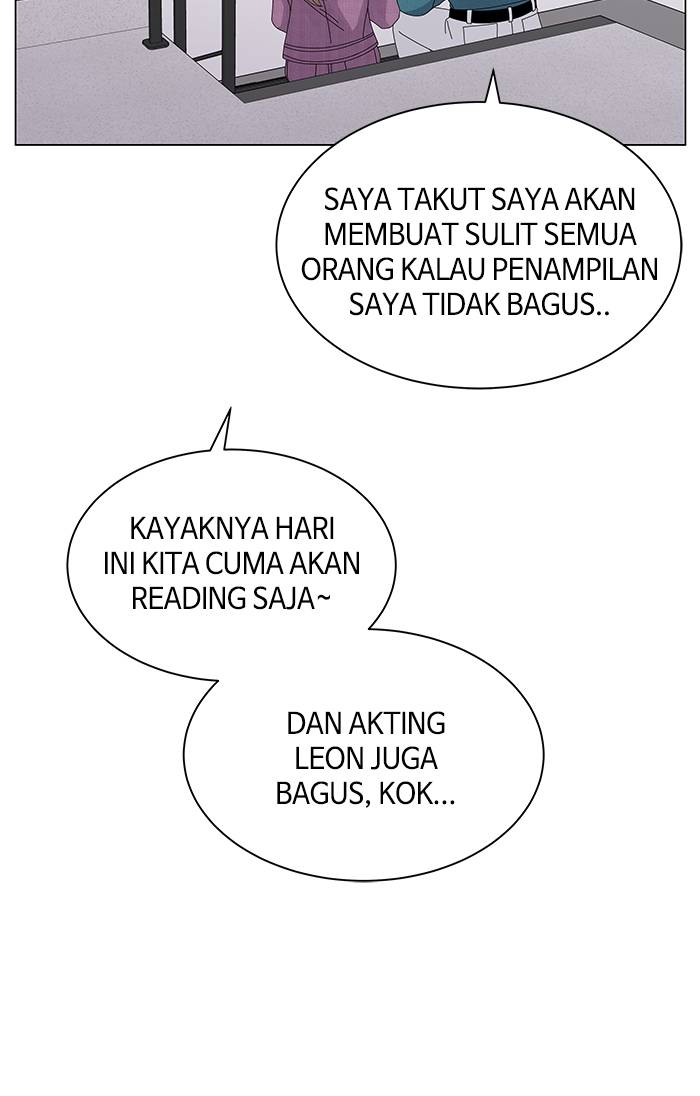 SAYA TAKUT SAYA AKAN
MEMBUAT SULIT SEMUA
ORANG KALAU PENAMPILAN
SAYA TIDAK BAGUS..
KAYAKNYA HARI
INI KITA CUMA AKAN
READING SAJA~
DAN AKTING
LEON JUGA
BAGUS, KOK...